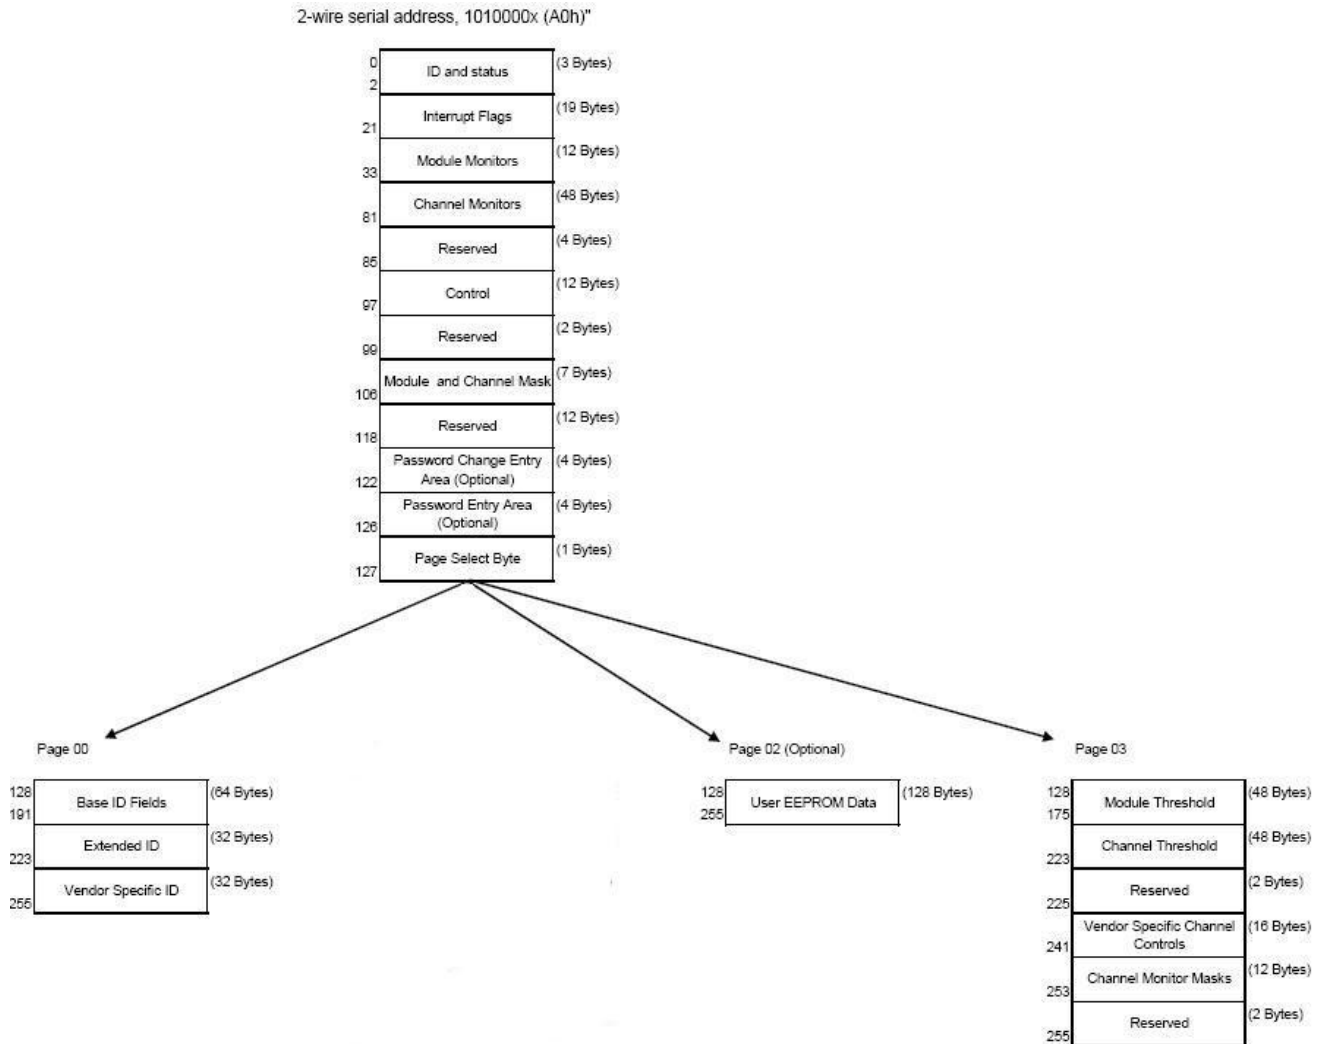 2-wire serial address, 1010000x (A0h)"
0
2
ID and status
(3 Bytes)
21
Interrupt Flags
(19 Bytes)
33
Module Monitors
(12 Bytes)
81
Channel Monitors
(48 Bytes)
85
Reserved
(4 Bytes)
97
Control
(12 Bytes)
99
Reserved
(2 Bytes)
106
Module and Channel Mask
(7 Bytes)
118
Reserved
(12 Bytes)
122
Password Change Entry
Area (Optional)
(4 Bytes)
126
Password Entry Area
(Optional)
(4 Bytes)
127
Page Select Byte
(1 Bytes)
Page 00
128
191
Base ID Fields
(64 Bytes)
223
Extended ID
(32 Bytes)
255
Vendor Specific ID
(32 Bytes)
Page 02 (Optional)
128
255
User EEPROM Data
(128 Bytes)
Page 03
128
175
Module Threshold
(48 Bytes)
223
Channel Threshold
(48 Bytes)
225
Reserved
(2 Bytes)
241
Vendor Specific Channel
Controls
(16 Bytes)
253
Channel Monitor Masks
(12 Bytes)
255
Reserved
(2 Bytes)